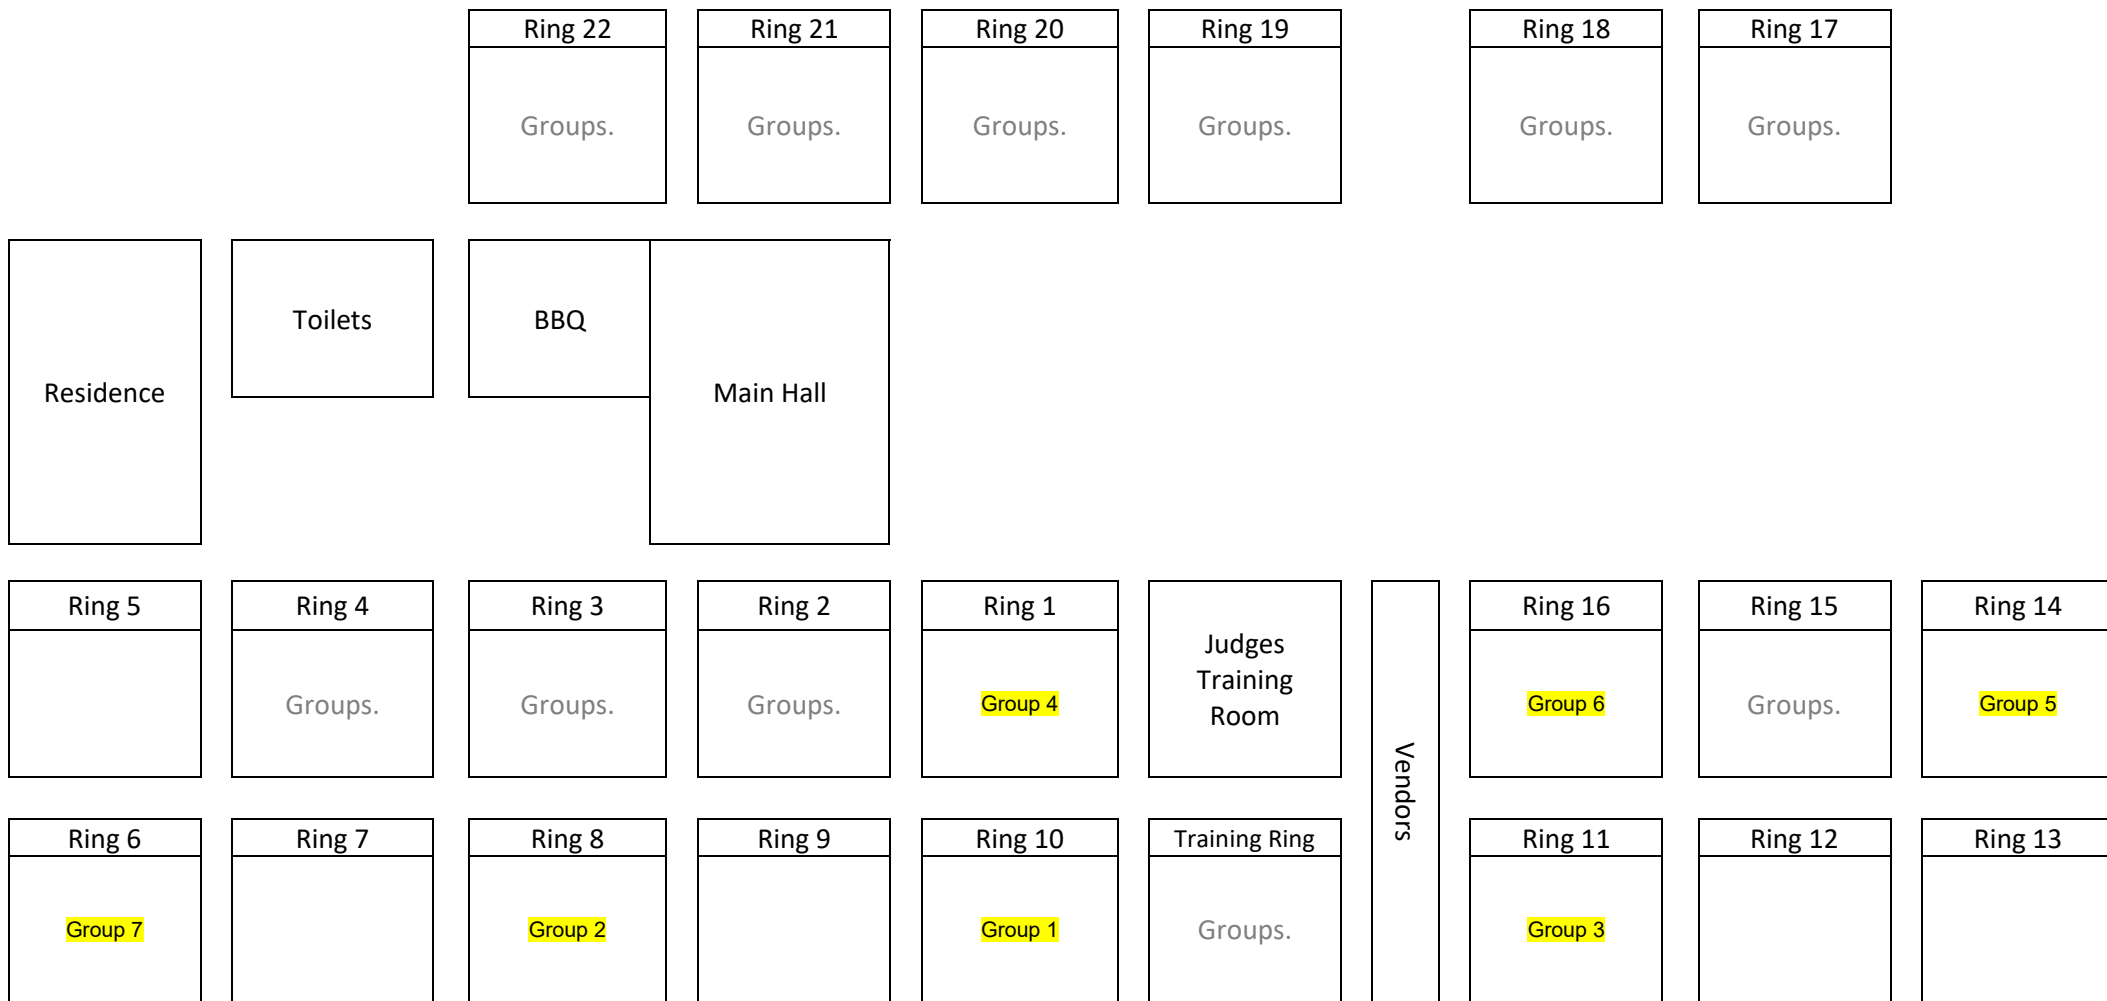 Ring 22
Ring 21
Ring 20
Ring 19
Ring 18
Ring 17
Groups.
Groups.
Groups.
Groups.
Groups.
Groups.
Residence
Toilets
BBQ
Main Hall
Ring 5
Ring 4
Ring 3
Ring 2
Ring 1
Judges
Training
Room
Vendors
Ring 16
Ring 15
Ring 14
Groups.
Groups.
Groups.
Group 4
Group 6
Groups.
Group 5
Ring 6
Ring 7
Ring 8
Ring 9
Ring 10
Training Ring
Ring 11
Ring 12
Ring 13
Group 7
Group 2
Group 1
Groups.
Group 3